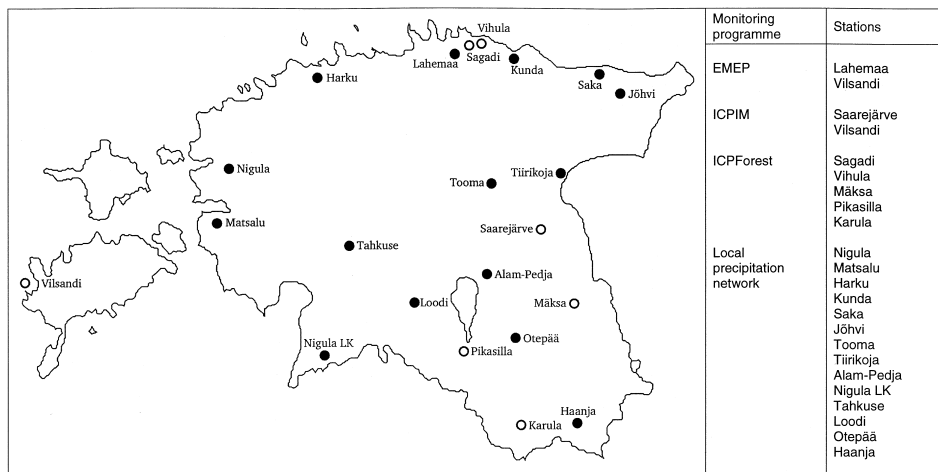 Vihula
Sagadi
Lahemaa
Kunda
Harku
Saka
Jõhvi
Nigula
Tooma
Tiirikoja
Matsalu
Saarejärve
Tahkuse
Vilsandi
Alam-Pedja
Loodi
Mäksa
Otepää
Nigula LK
Pikasilla
Haanja
Karula
Monitoring
programme
Stations
EMEP
Lahemaa
Vilsandi
ICPIM
Saarejärve
Vilsandi
ICPForest
Sagadi
Vihula
Mäksa
Pikasilla
Karula
Local
precipitation
network
Nigula
Matsalu
Harku
Kunda
Saka
Jõhvi
Tooma
Tiirikoja
Alam-Pedja
Nigula LK
Tahkuse
Loodi
Otepää
Haanja